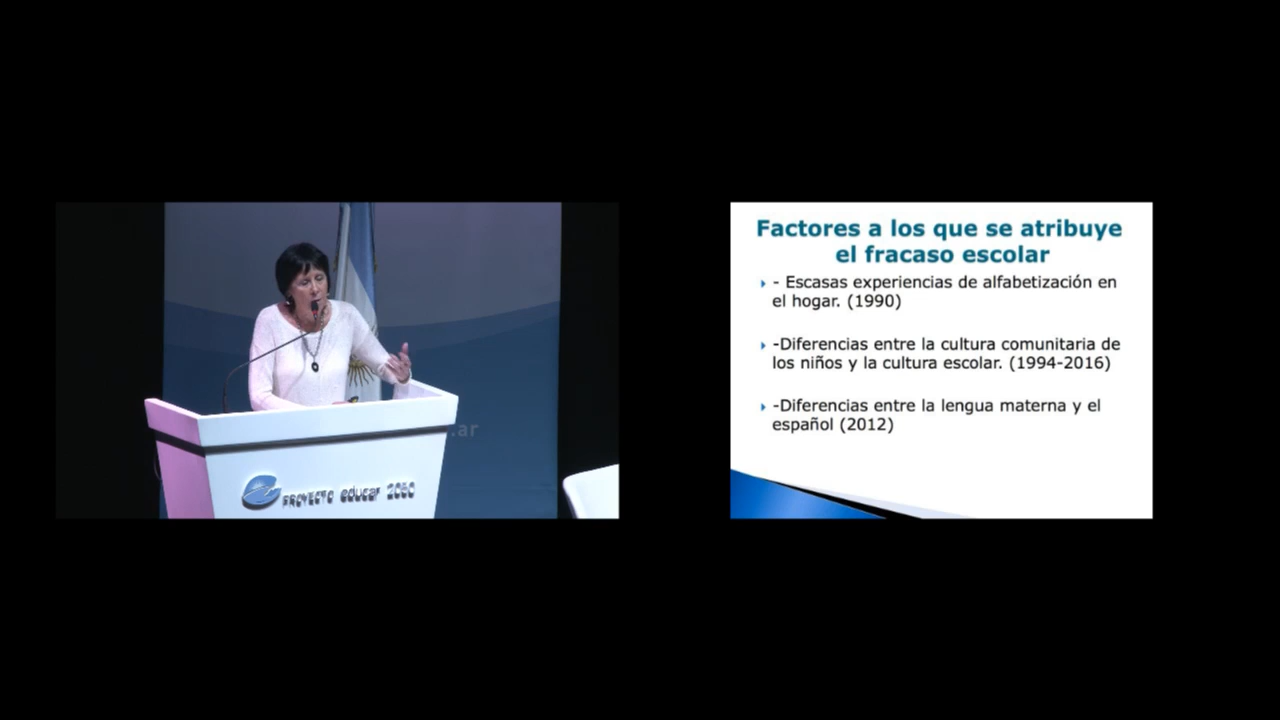 .ar
PROYECTO educar 2050
Factores a los que se atribuye
el fracaso escolar
- Escasas experiencias de alfabetización en
el hogar. (1990)
-Diferencias entre la cultura comunitaria de
los niños y la cultura escolar. (1994-2016)
-Diferencias entre la lengua materna y el
español (2012)